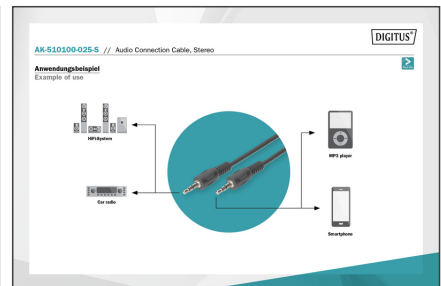 DIGITUS®
AK-510100-025-S // Audio Connection Cable, Stereo
Anwendungsbeispiel
Example of use
HiFi-System
MP3 player
Car radio
Smartphone